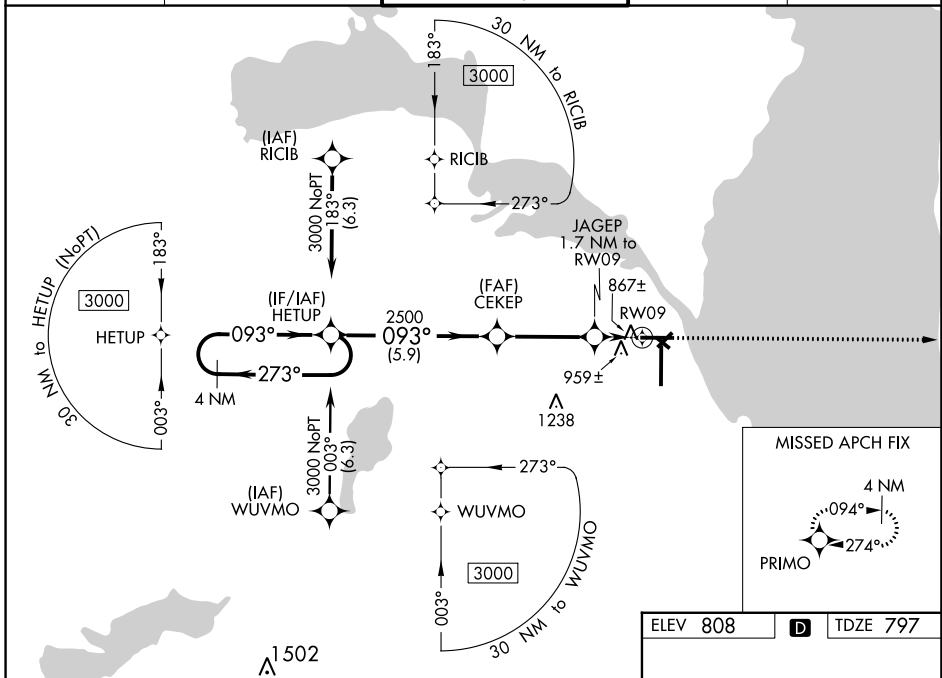 30 NM to RICIB
183°
3000
RICIB
273°
(IAF)
RICIB
3000 NoPT
183°
(6.3)
JAGEP
1.7 NM to
RW09
30 NM to HETUP (NoPT)
183°
3000
HETUP
003°
(IF/IAF)
HETUP
093°
273°
4 NM
2500
093°
(5.9)
(FAF)
CEKEP
867±
RW09
959±
1238
3000 NoPT
003°
(6.3)
(IAF)
WUVMO
273°
WUVMO
3000
003°
30 NM to WUVMO
MISSED APCH FIX
4 NM
094°
274°
PRIMO
1502
ELEV 808 D TDZE 797